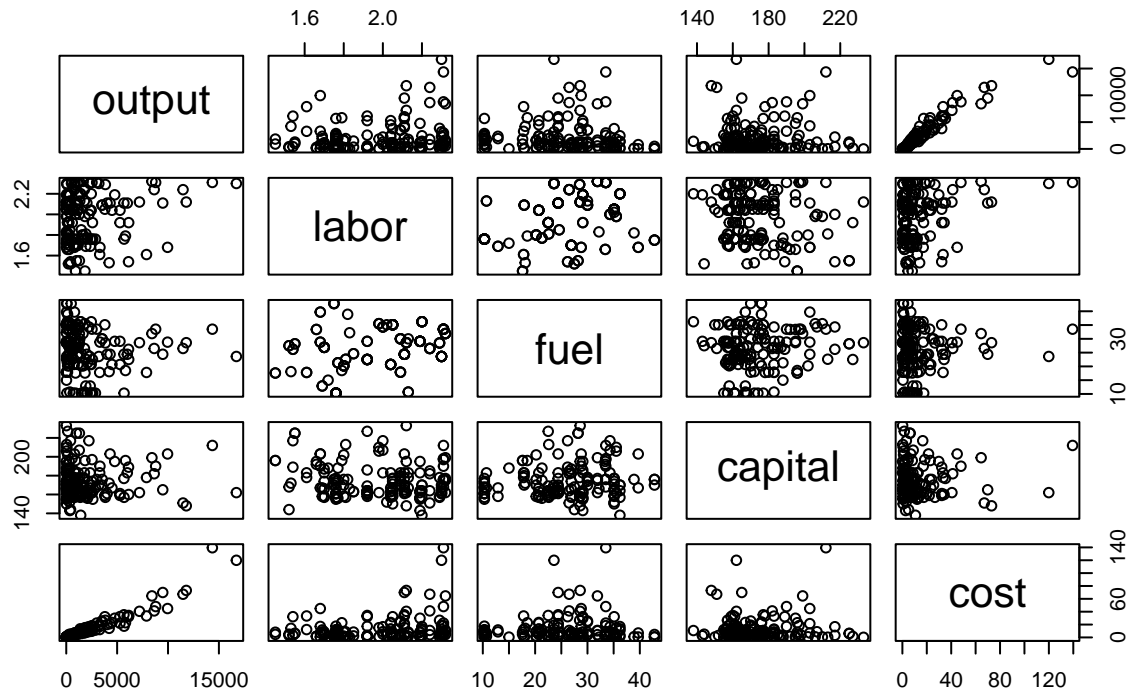 1.6 2.0 140 180 220
output 0 10000
1.6 2.2 labor
fuel 10 30
140 200 capital
cost 0 60 140
0 5000 15000 10 20 30 40 0 40 80 120